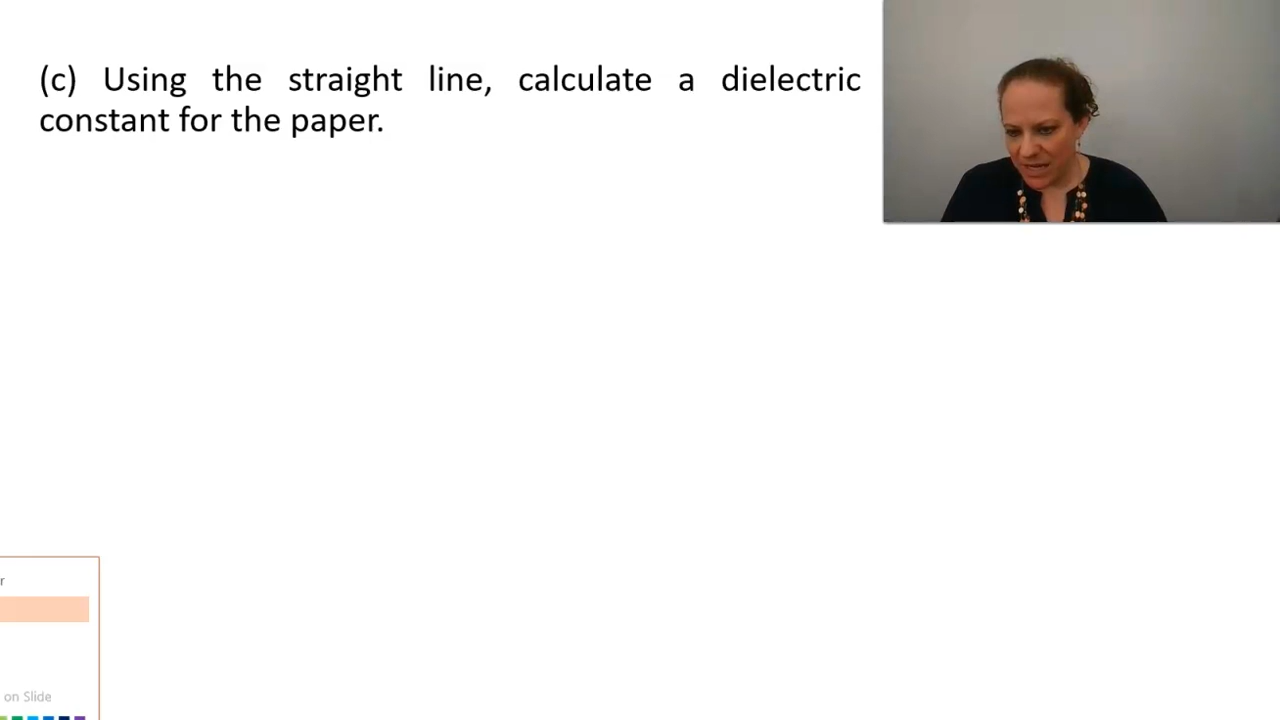 (c) Using the straight line, calculate a dielectric
constant for the paper.
r
on Slide